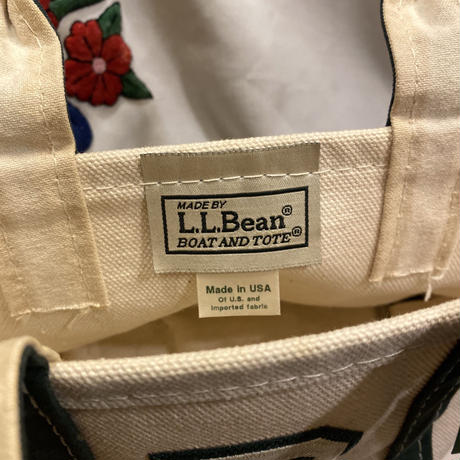 MADE BY
L.L.Bean®
BOAT AND TOTE®
Made in USA
Of U.S. and
imported fabric